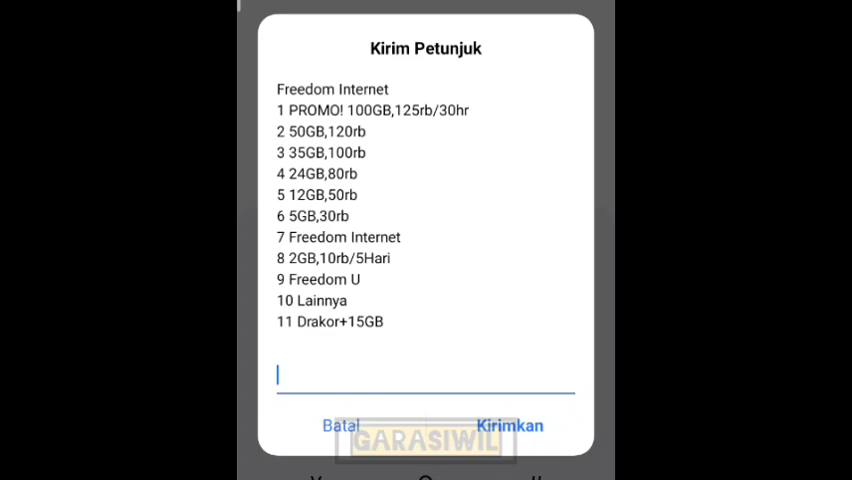 Kirim Petunjuk
Freedom Internet
1 PROMO! 100GB,125rb/30hr
2 50GB,120rb
3 35GB,100rb
4 24GB,80rb
5 12GB,50rb
6 5GB,30rb
7 Freedom Internet
8 2GB,10rb/5Hari
9 Freedom U
10 Lainnya
11 Drakor+15GB
Batal Kirimkan
GARASIWIL